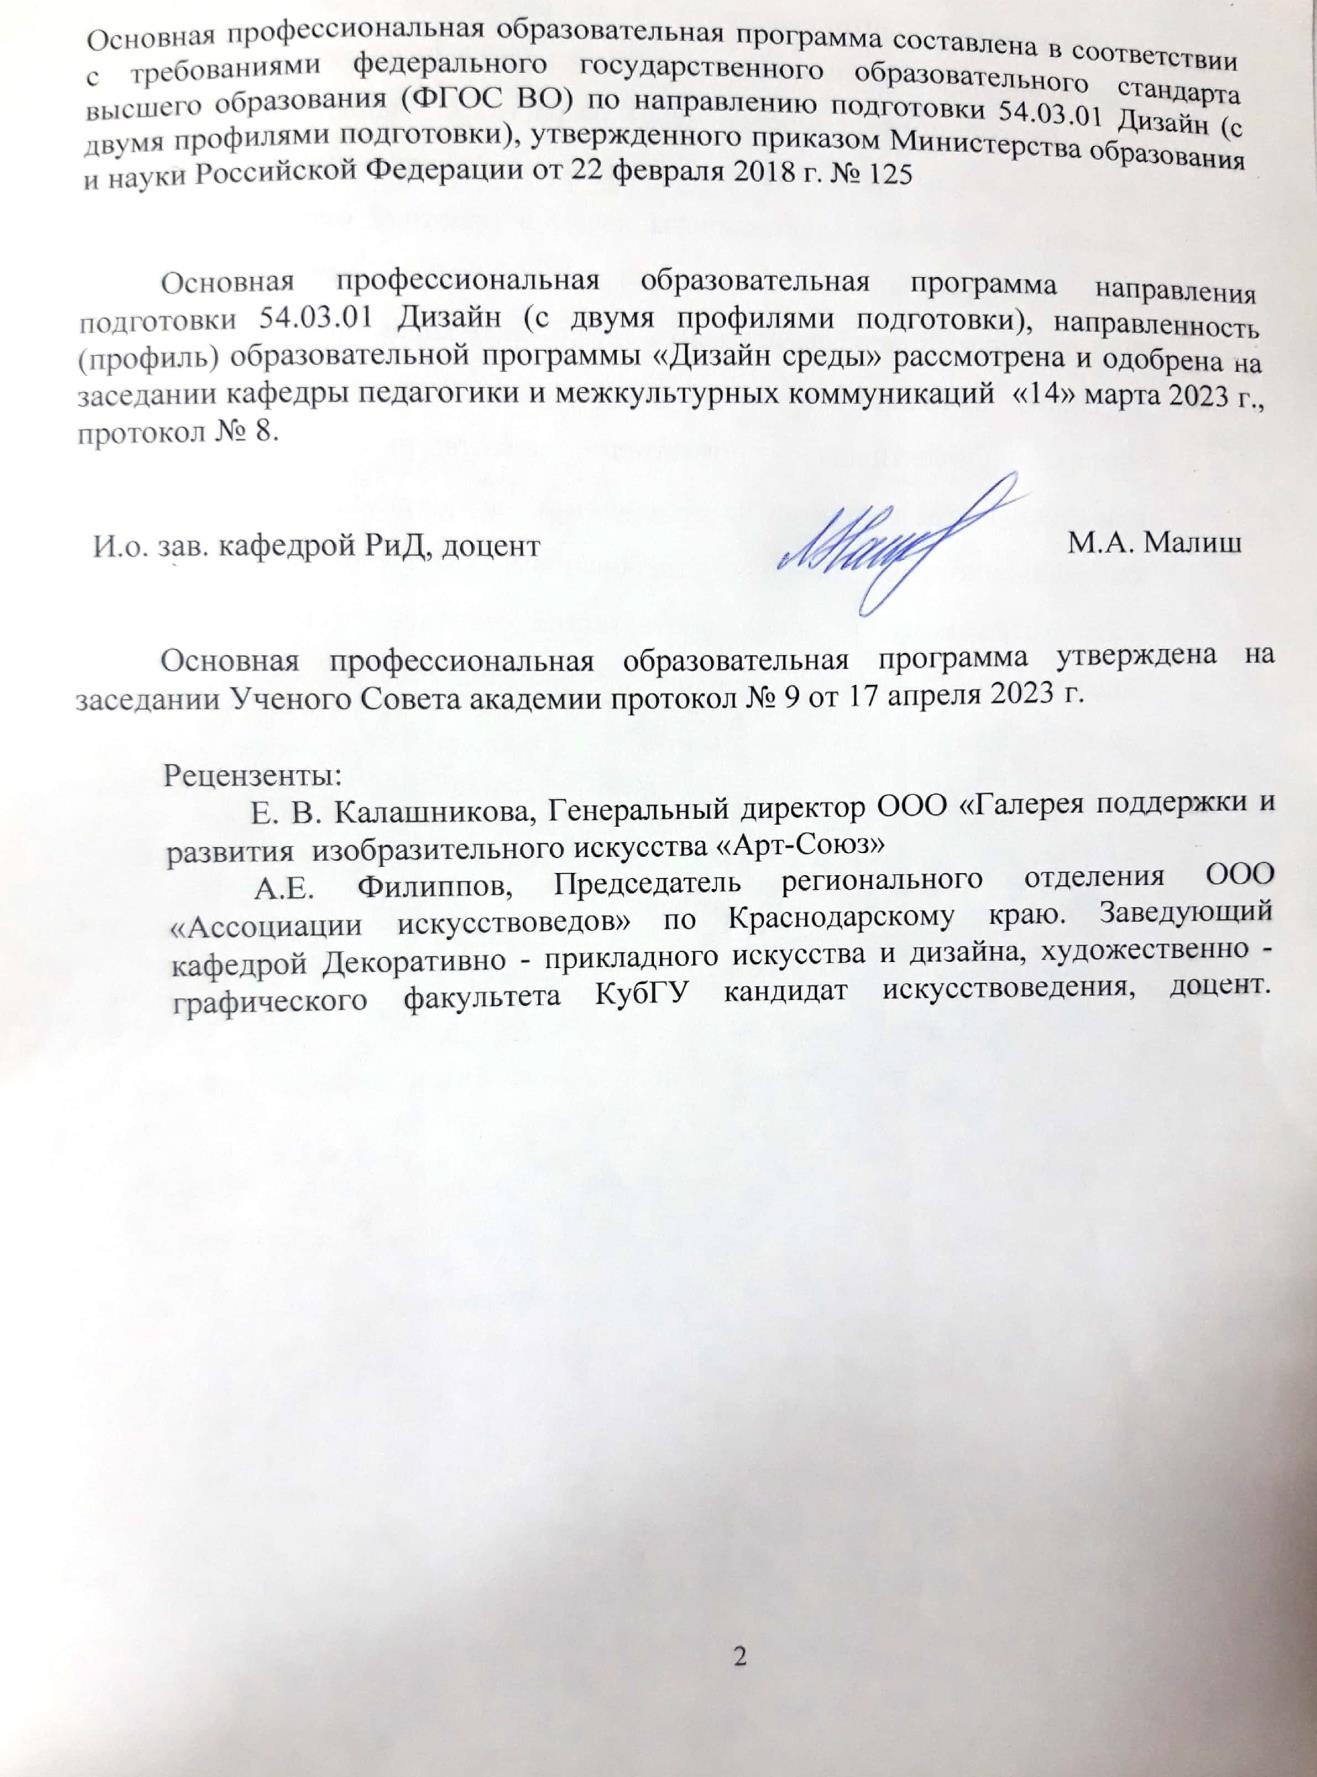 Основная профессиональная образовательная программа составлена в соответствии
с требованиями федерального государственного образовательного стандарта
высшего образования (ФГОС ВО) по направлению подготовки 54.03.01 Дизайн (с
двумя профилями подготовки), утвержденного приказом Министерства образования
и науки Российской Федерации от 22 февраля 2018 г. № 125
Основная профессиональная образовательная программа направления
подготовки 54.03.01 Дизайн (с двумя профилями подготовки), направленность
(профиль) образовательной программы «Дизайн среды» рассмотрена и одобрена на
заседании кафедры педагогики и межкультурных коммуникаций «14» марта 2023 г.,
протокол № 8.
И.о. зав. кафедрой РиД, доцент М.А. Малиш
Основная профессиональная образовательная программа утверждена на
заседании Ученого Совета академии протокол № 9 от 17 апреля 2023 г.
Рецензенты:
Е. В. Калашникова, Генеральный директор ООО «Галерея поддержки и
развития изобразительного искусства «Арт-Союз»
А.Е. Филиппов, Председатель регионального отделения ООО
«Ассоциации искусствоведов» по Краснодарскому краю. Заведующий
кафедрой Декоративно - прикладного искусства и дизайна, художественно -
графического факультета КубГУ кандидат искусствоведения, доцент.
2